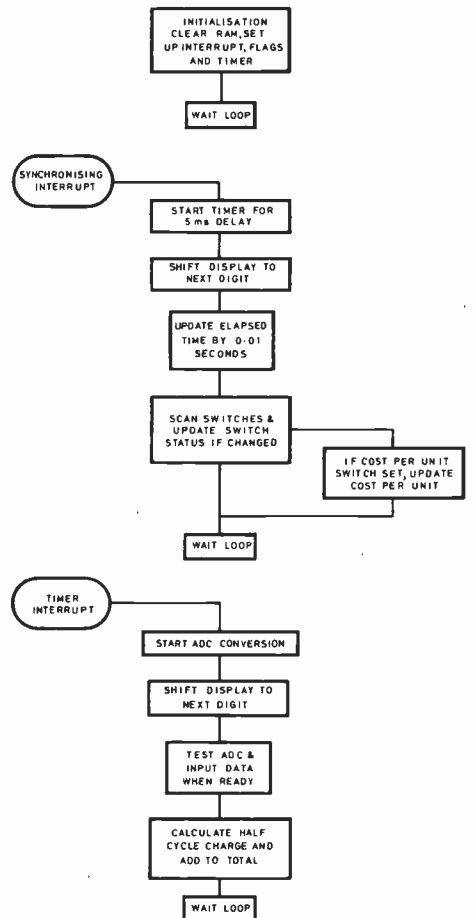 INITIALISATION
CLEAR RAM, SET
UP INTERRUPT, FLAGS
AND TIMER
WAIT LOOP
SYNCHRONISING
INTERRUPT
START TIMER FOR
5ms DELAY
SHIFT DISPLAY TO
NEXT DIGIT
UPDATE ELAPSED
TIME BY 0·01
SECONDS
SCAN SWITCHES &
UPDATE SWITCH
STATUS IF CHANGED
IF COST PER UNIT
SWITCH SET, UPDATE
COST PER UNIT
WAIT LOOP
TIMER
INTERRUPT
START ADC CONVERSION
SHIFT DISPLAY TO
NEXT DIGIT
TEST ADC &
INPUT DATA
WHEN READY
CALCULATE HALF
CYCLE CHARGE AND
ADD TO TOTAL
WAIT LOOP